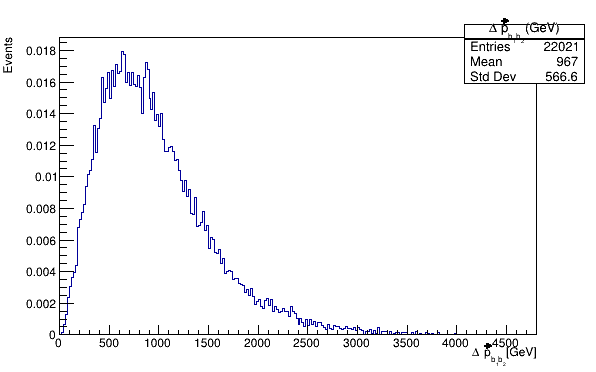 Δ p⃗b₁b₂ (GeV)
Entries 22021
Mean 967
Std Dev 566.6
Events
0.018
0.016
0.014
0.012
0.01
0.008
0.006
0.004
0.002
0
0 500 1000 1500 2000 2500 3000 3500 4000 4500
Δ p⃗b₁b₂[GeV]